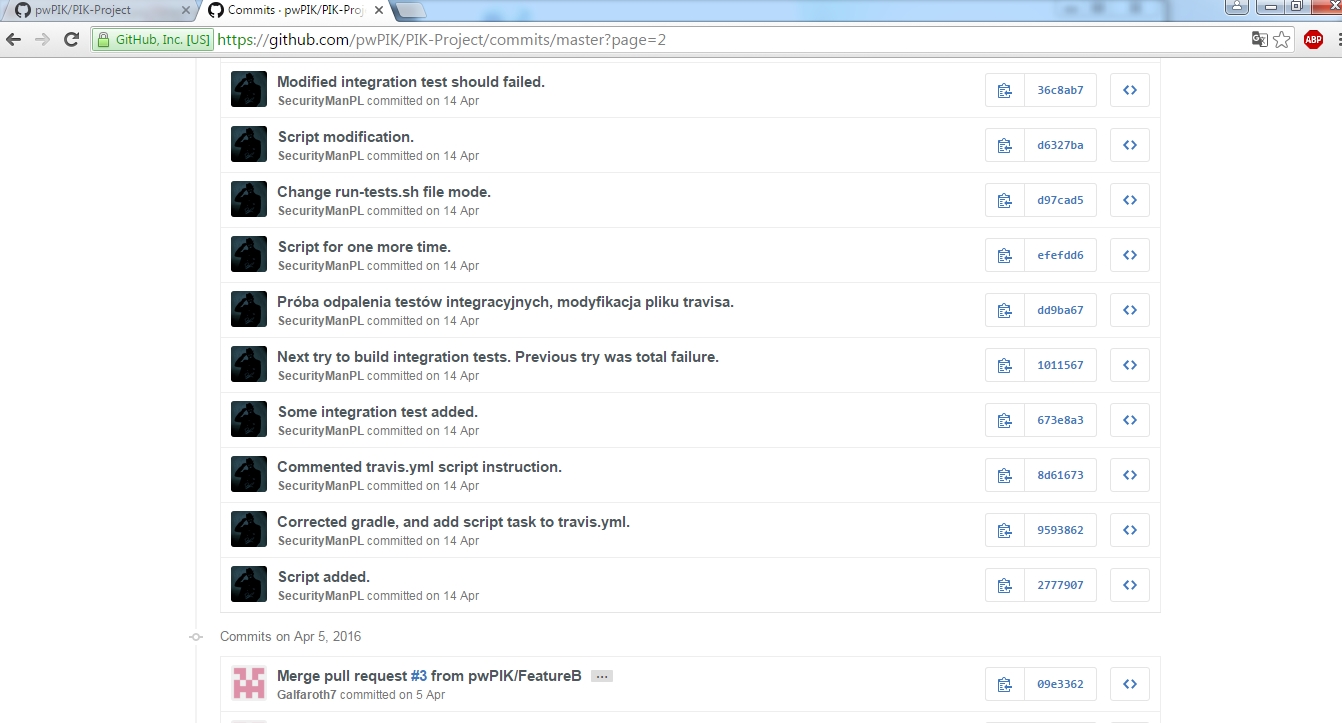 pwPIK/PIK-Project
Commits · pwPIK/PIK-Proj
GitHub, Inc. [US]
https://github.com/pwPIK/PIK-Project/commits/master?page=2
ABP
Modified integration test should failed.
SecurityManPL committed on 14 Apr
36c8ab7
Script modification.
SecurityManPL committed on 14 Apr
d6327ba
Change run-tests.sh file mode.
SecurityManPL committed on 14 Apr
d97cad5
Script for one more time.
SecurityManPL committed on 14 Apr
efefdd6
Próba odpalenia testów integracyjnych, modyfikacja pliku travisa.
SecurityManPL committed on 14 Apr
dd9ba67
Next try to build integration tests. Previous try was total failure.
SecurityManPL committed on 14 Apr
1011567
Some integration test added.
SecurityManPL committed on 14 Apr
673e8a3
Commented travis.yml script instruction.
SecurityManPL committed on 14 Apr
8d61673
Corrected gradle, and add script task to travis.yml.
SecurityManPL committed on 14 Apr
9593862
Script added.
SecurityManPL committed on 14 Apr
2777907
Commits on Apr 5, 2016
Merge pull request #3 from pwPIK/FeatureB ...
Galfaroth7 committed on 5 Apr
09e3362